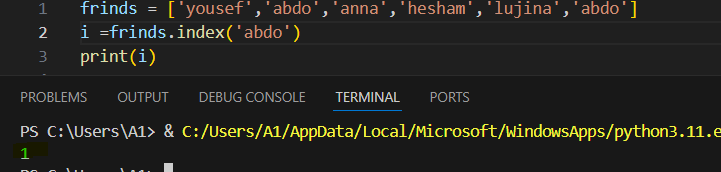 1 frinds = ['yousef','abdo','anna','hesham','lujina','abdo']
2 i =frinds.index('abdo')
3 print(i)
PROBLEMS OUTPUT DEBUG CONSOLE TERMINAL PORTS
PS C:\Users\A1> & C:/Users/A1/AppData/Local/Microsoft/WindowsApps/python3.11.e
1
PS C:\Users\A1>